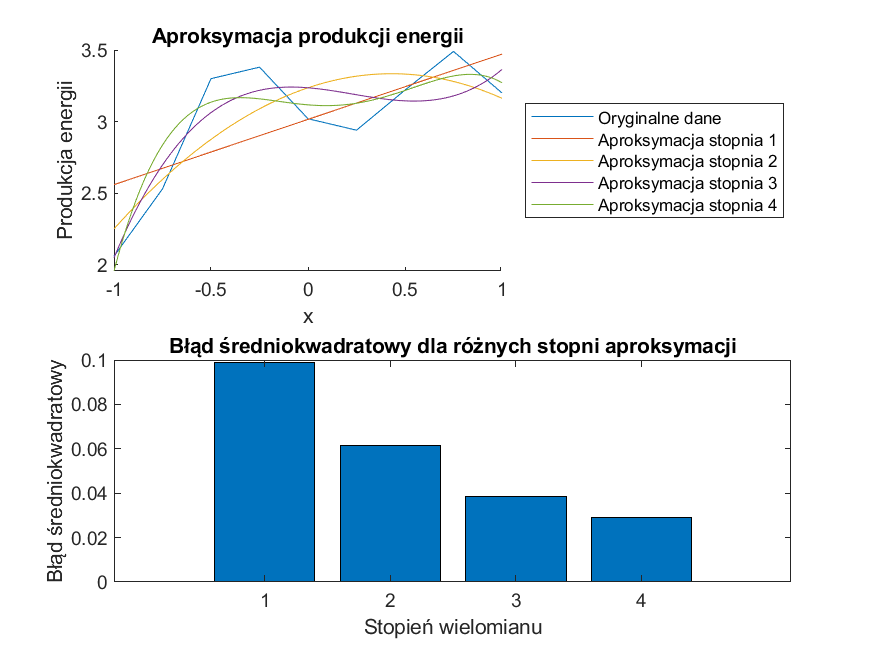 Aproksymacja produkcji energii
3.5
3
2.5
2
Produkcja energii
-1
-0.5
0
0.5
1
x
Oryginalne dane
Aproksymacja stopnia 1
Aproksymacja stopnia 2
Aproksymacja stopnia 3
Aproksymacja stopnia 4
Błąd średniokwadratowy dla różnych stopni aproksymacji
0.1
0.08
0.06
0.04
0.02
0
Błąd średniokwadratowy
1
2
3
4
Stopień wielomianu